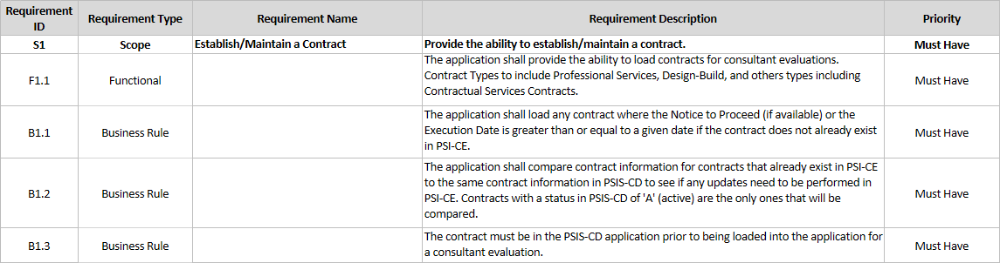 Requirement ID Requirement Type Requirement Name Requirement Description Priority
S1 Scope Establish/Maintain a Contract Provide the ability to establish/maintain a contract. Must Have
F1.1 Functional The application shall provide the ability to load contracts for consultant evaluations.
Contract Types to include Professional Services, Design-Build, and others types including
Contractual Services Contracts. Must Have
B1.1 Business Rule The application shall load any contract where the Notice to Proceed (if available) or the
Execution Date is greater than or equal to a given date if the contract does not already exist
in PSI-CE. Must Have
B1.2 Business Rule The application shall compare contract information for contracts that already exist in PSI-CE
to the same contract information in PSIS-CD to see if any updates need to be performed in
PSI-CE. Contracts with a status in PSIS-CD of 'A' (active) are the only ones that will be
compared. Must Have
B1.3 Business Rule The contract must be in the PSIS-CD application prior to being loaded into the application for
a consultant evaluation. Must Have